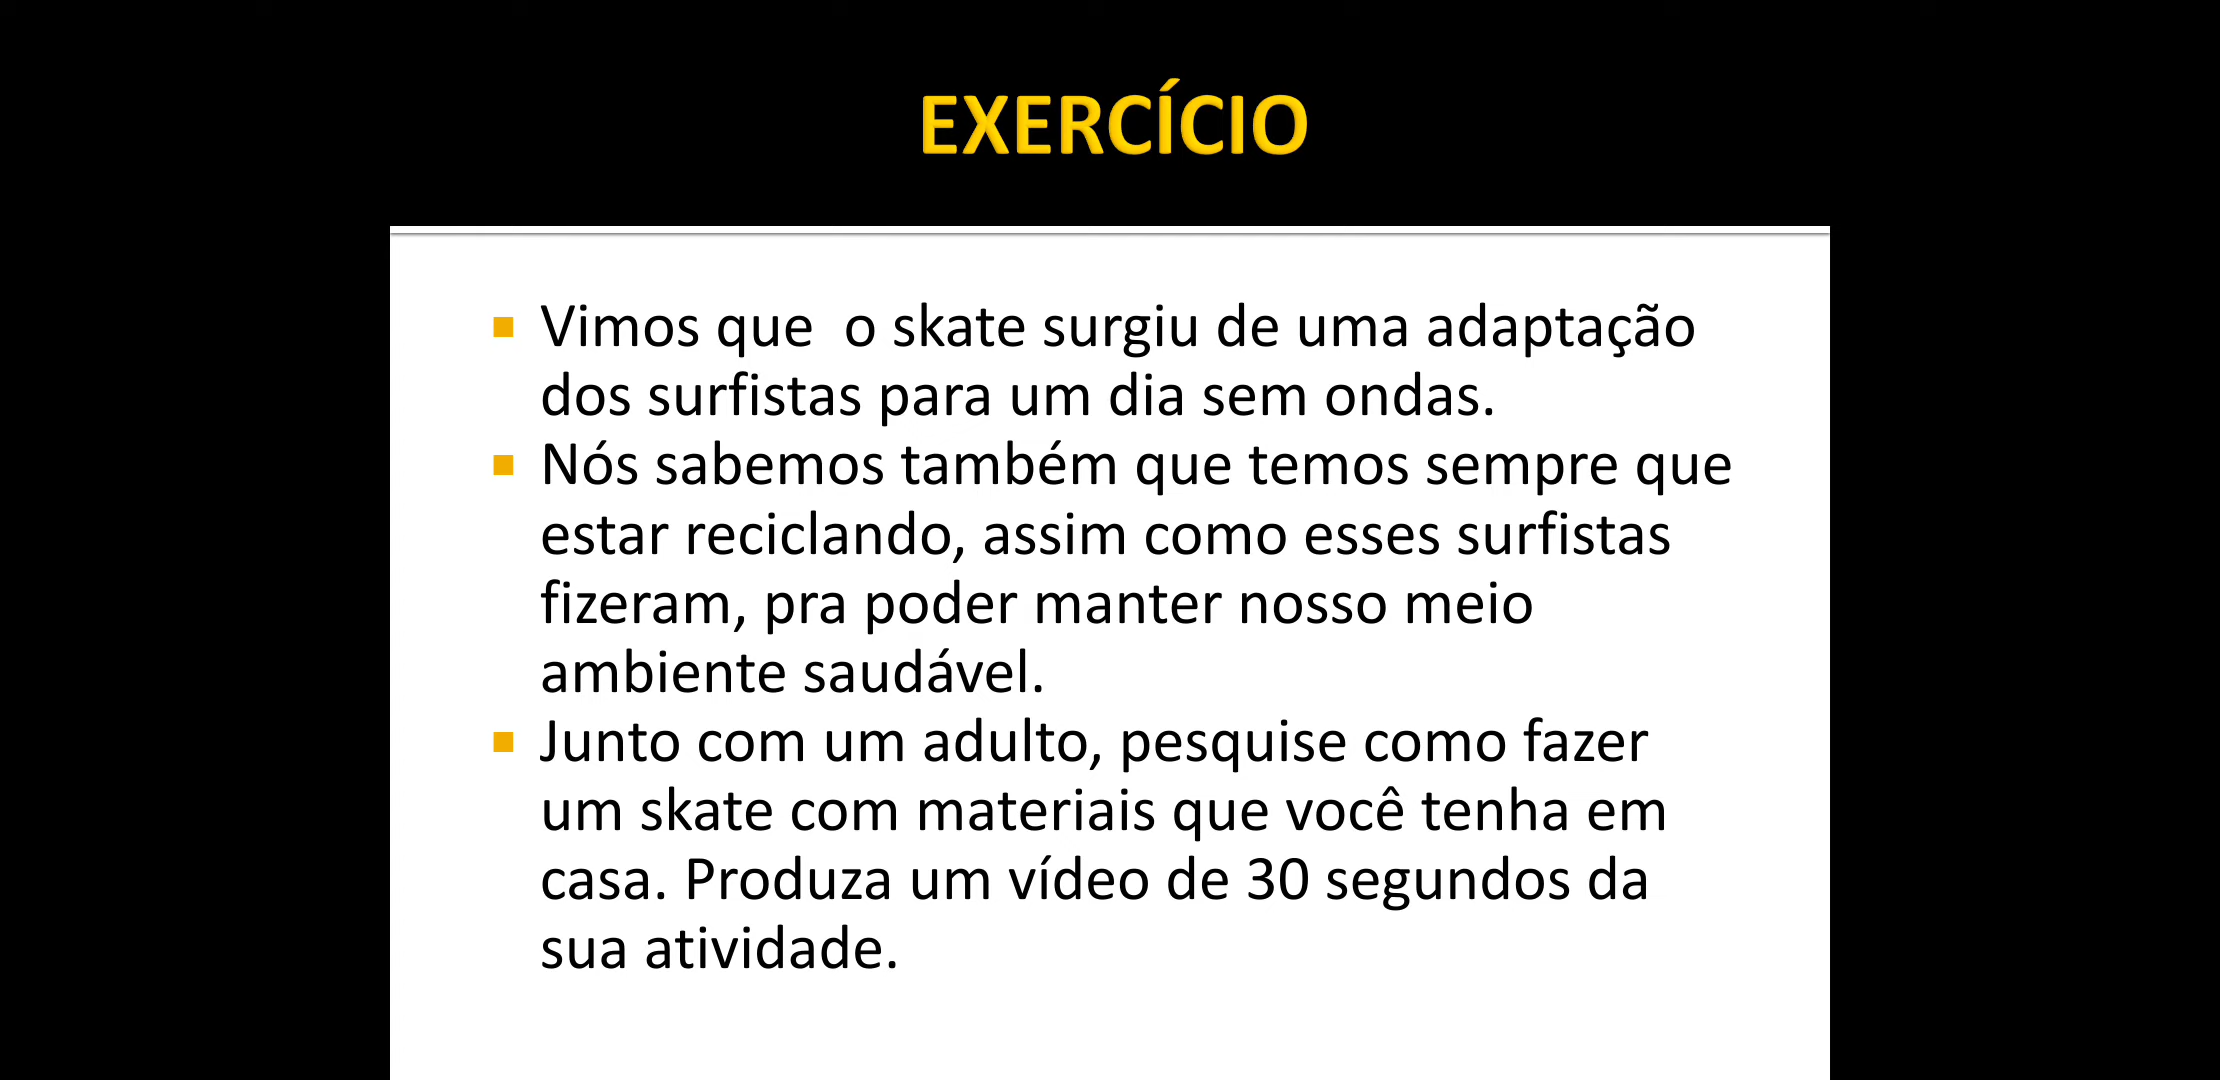 EXERCÍCIO
▪ Vimos que  o skate surgiu de uma adaptação
dos surfistas para um dia sem ondas.
▪ Nós sabemos também que temos sempre que
estar reciclando, assim como esses surfistas
fizeram, pra poder manter nosso meio
ambiente saudável.
▪ Junto com um adulto, pesquise como fazer
um skate com materiais que você tenha em
casa. Produza um vídeo de 30 segundos da
sua atividade.